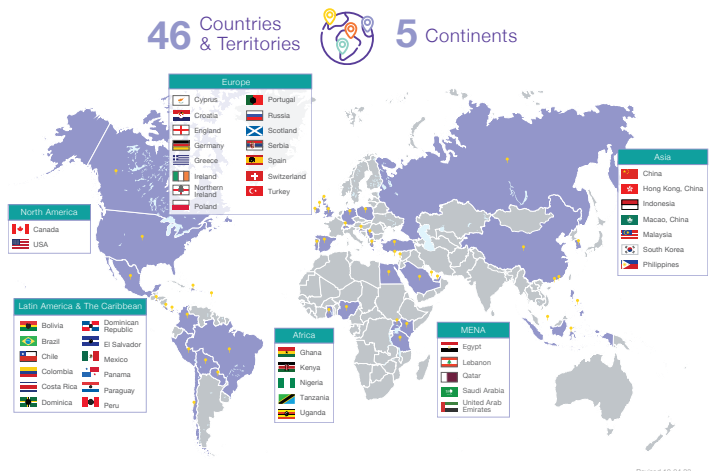 46 Countries
& Territories
5 Continents
Europe
Cyprus
Croatia
England
Germany
Greece
Ireland
Northern
Ireland
Poland
Portugal
Russia
Scotland
Serbia
Spain
Switzerland
Turkey
Asia
China
Hong Kong, China
Indonesia
Macao, China
Malaysia
South Korea
Philippines
North America
Canada
USA
Latin America & The Caribbean
Bolivia
Brazil
Chile
Colombia
Costa Rica
Dominica
Dominican
Republic
El Salvador
Mexico
Panama
Paraguay
Peru
Africa
Ghana
Kenya
Nigeria
Tanzania
Uganda
MENA
Egypt
Lebanon
Qatar
Saudi Arabia
United Arab
Emirates